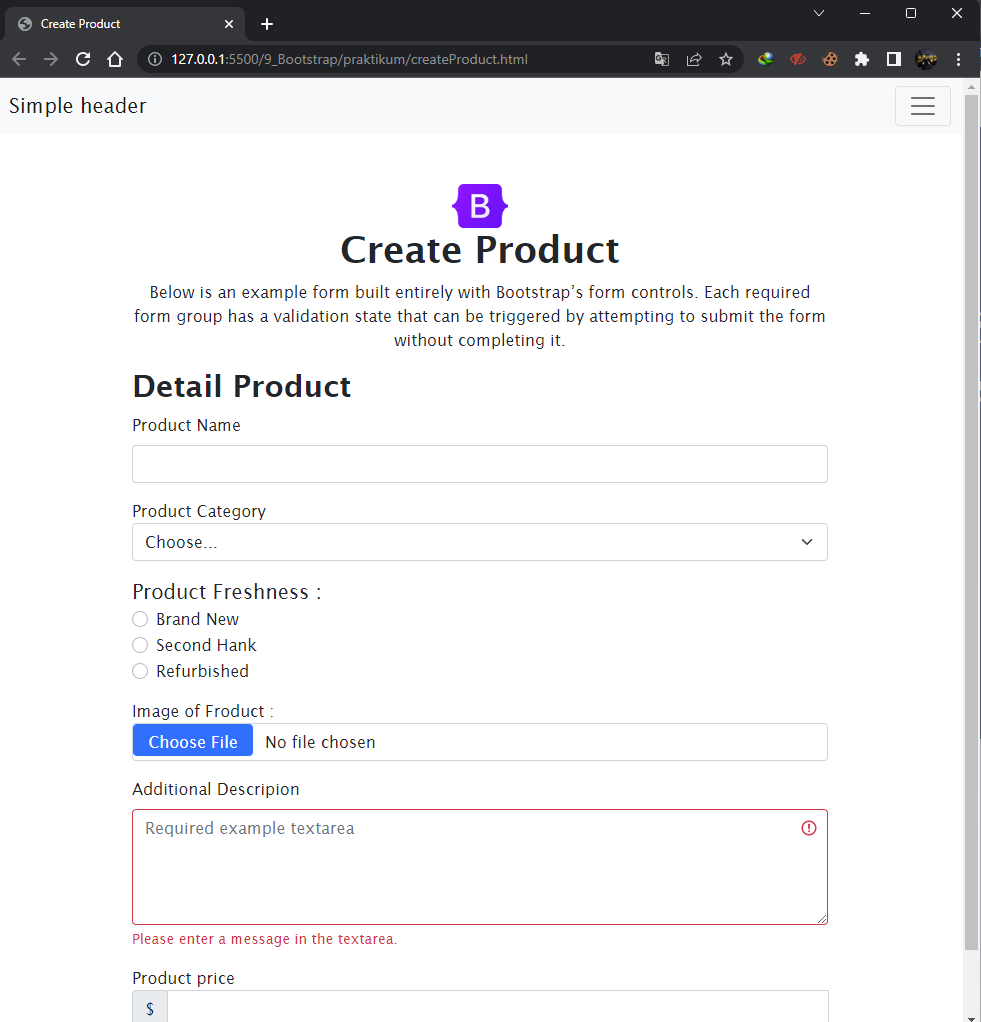 Create Product
127.0.0.1:5500/9_Bootstrap/praktikum/createProduct.html
Simple header
B
Create Product
Below is an example form built entirely with Bootstrap’s form controls. Each required
form group has a validation state that can be triggered by attempting to submit the form
without completing it.
Detail Product
Product Name
Product Category
Choose...
Product Freshness :
Brand New
Second Hank
Refurbished
Image of Froduct :
Choose File No file chosen
Additional Descripion
Required example textarea
Please enter a message in the textarea.
Product price
$